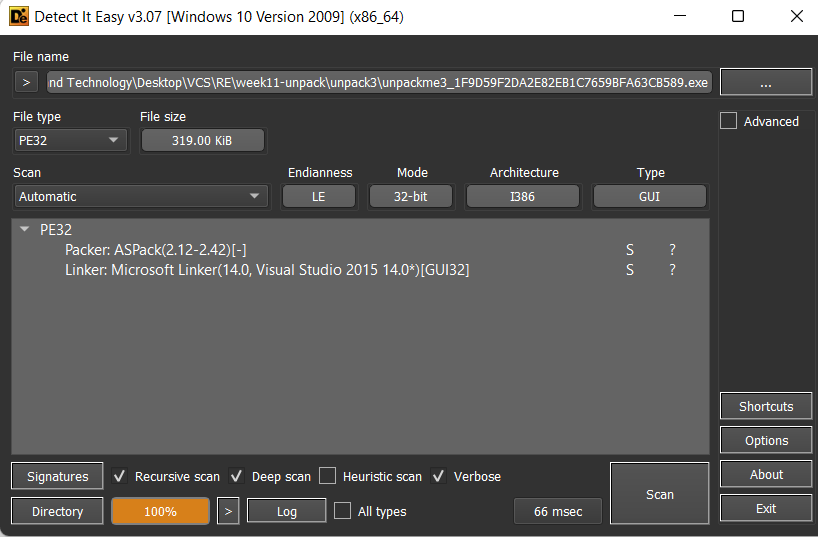 Detect It Easy v3.07 [Windows 10 Version 2009] (x86_64)
File name
> nd Technology\Desktop\VCS\RE\week11-unpack\unpack3\unpackme3_1F9D59F2DA2E82EB1C7659BFA63CB589.exe ...
File type File size Advanced
PE32 319.00 KiB
Scan Endianness Mode Architecture Type
Automatic LE 32-bit I386 GUI
PE32
Packer: ASPack(2.12-2.42)[-] S ?
Linker: Microsoft Linker(14.0, Visual Studio 2015 14.0*)[GUI32] S ?
Shortcuts
Options
Signatures Recursive scan Deep scan Heuristic scan Verbose About
Scan
Directory 100% > Log All types 66 msec Exit